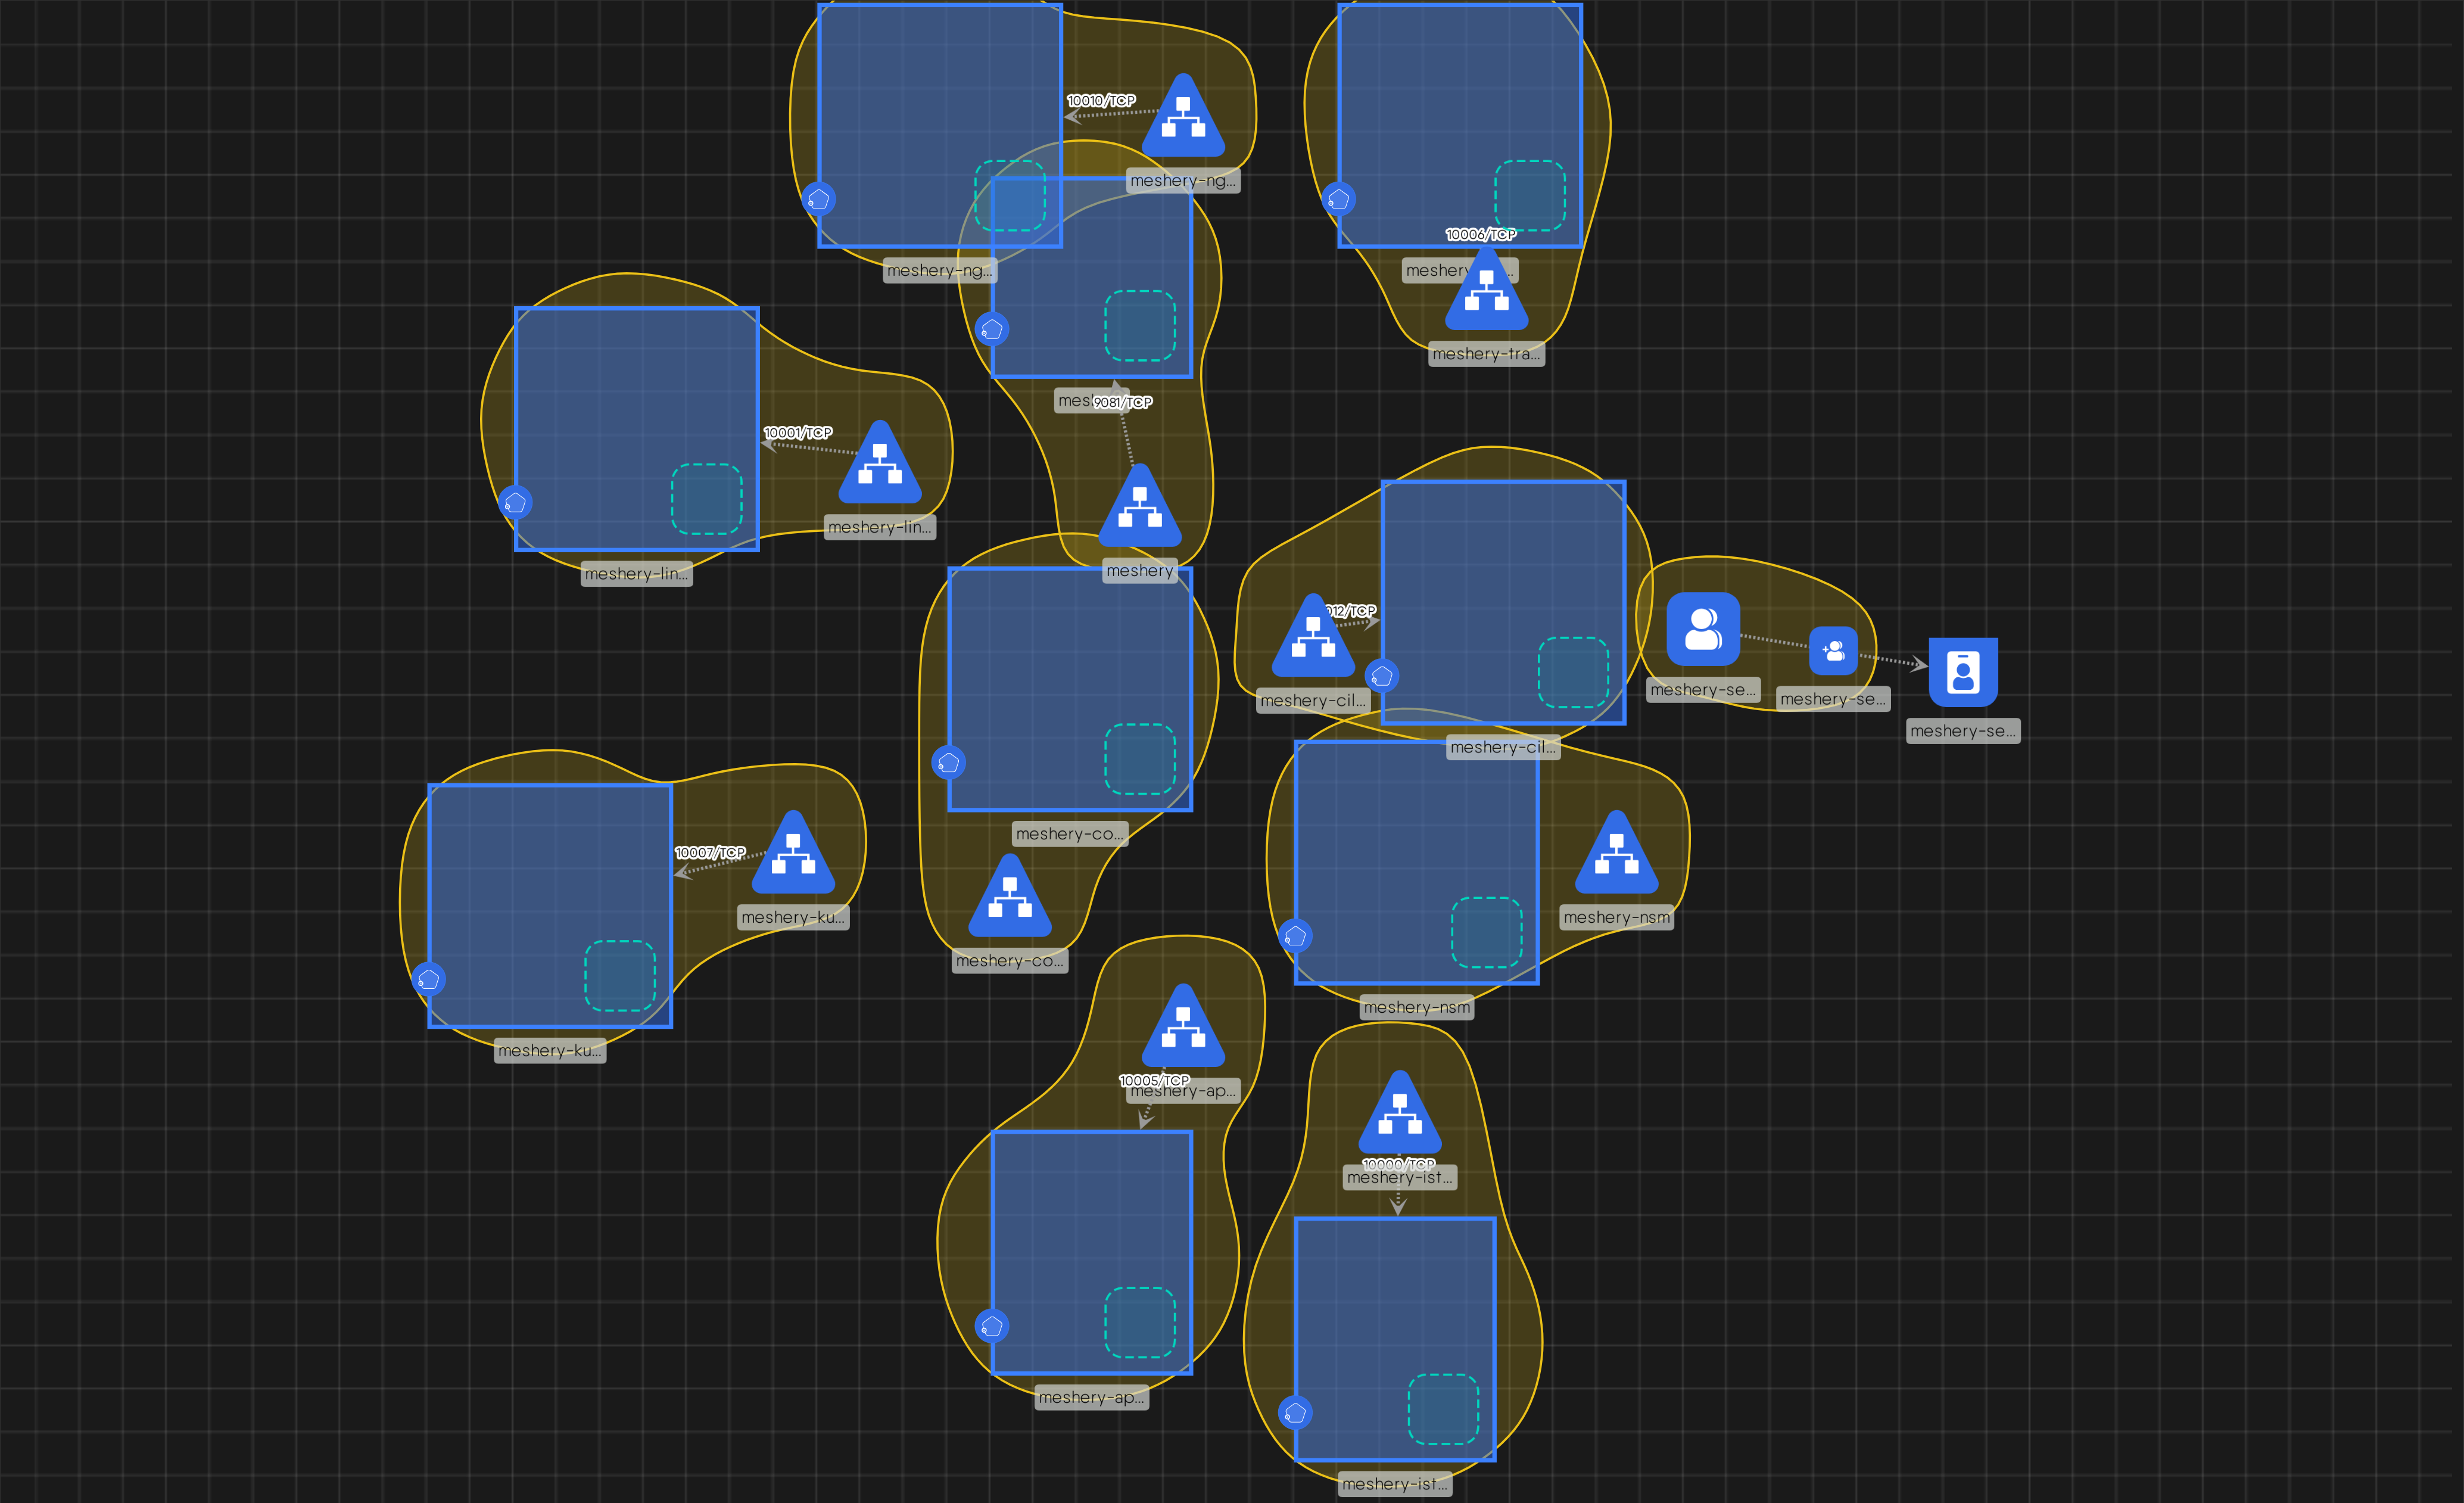 10010/TCP
meshery-ng...
meshery-ng...
10006/TCP
meshery-tra...
9081/TCP
10001/TCP
meshery-lin...
meshery-lin...
meshery
012/TCP
meshery-cil...
meshery-cil...
meshery-se...
meshery-se...
meshery-se...
meshery-co...
meshery-co...
10007/TCP
meshery-ku...
meshery-ku...
meshery-nsm
meshery-nsm
10005/TCP
meshery-ap...
meshery-ap...
10000/TCP
meshery-ist...
meshery-ist...